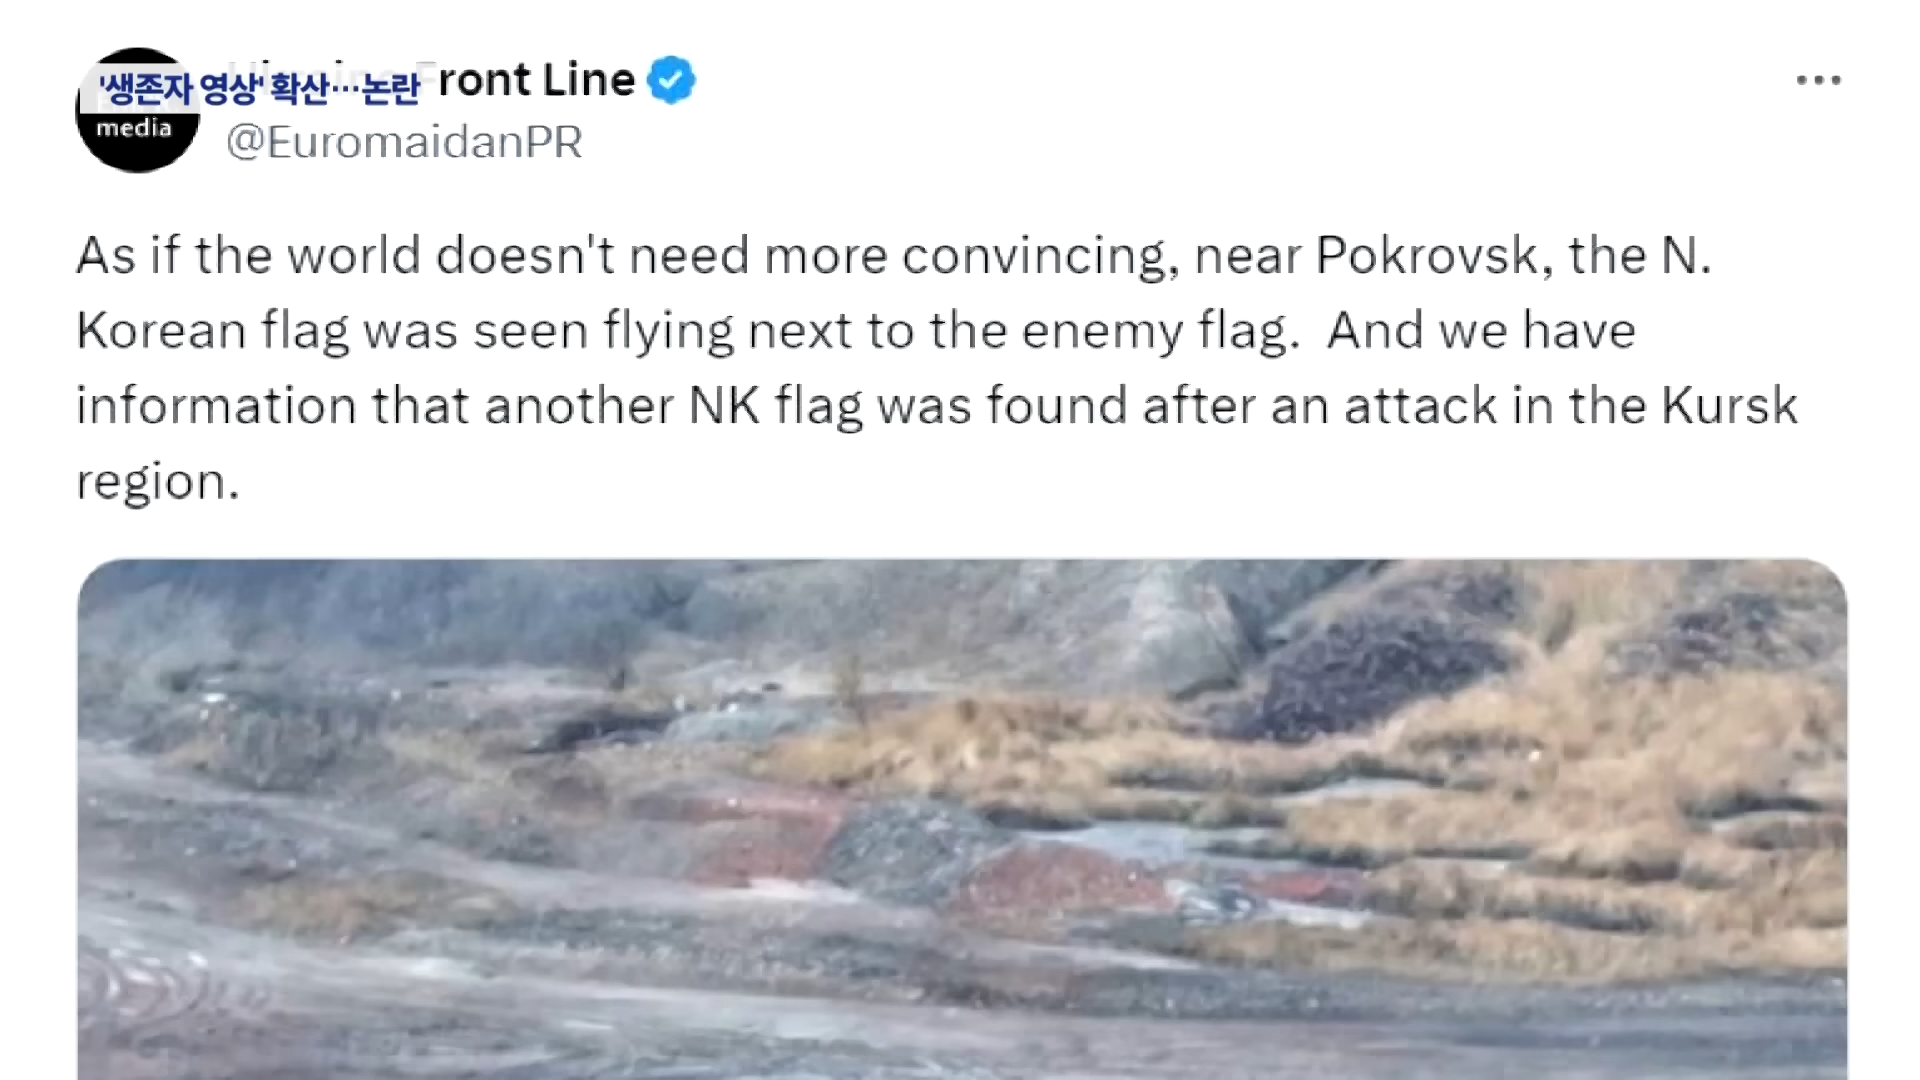 '생존자 영상' 확산…논란
ront Line
media
@EuromaidanPR
As if the world doesn't need more convincing, near Pokrovsk, the N.
Korean flag was seen flying next to the enemy flag.  And we have
information that another NK flag was found after an attack in the Kursk
region.